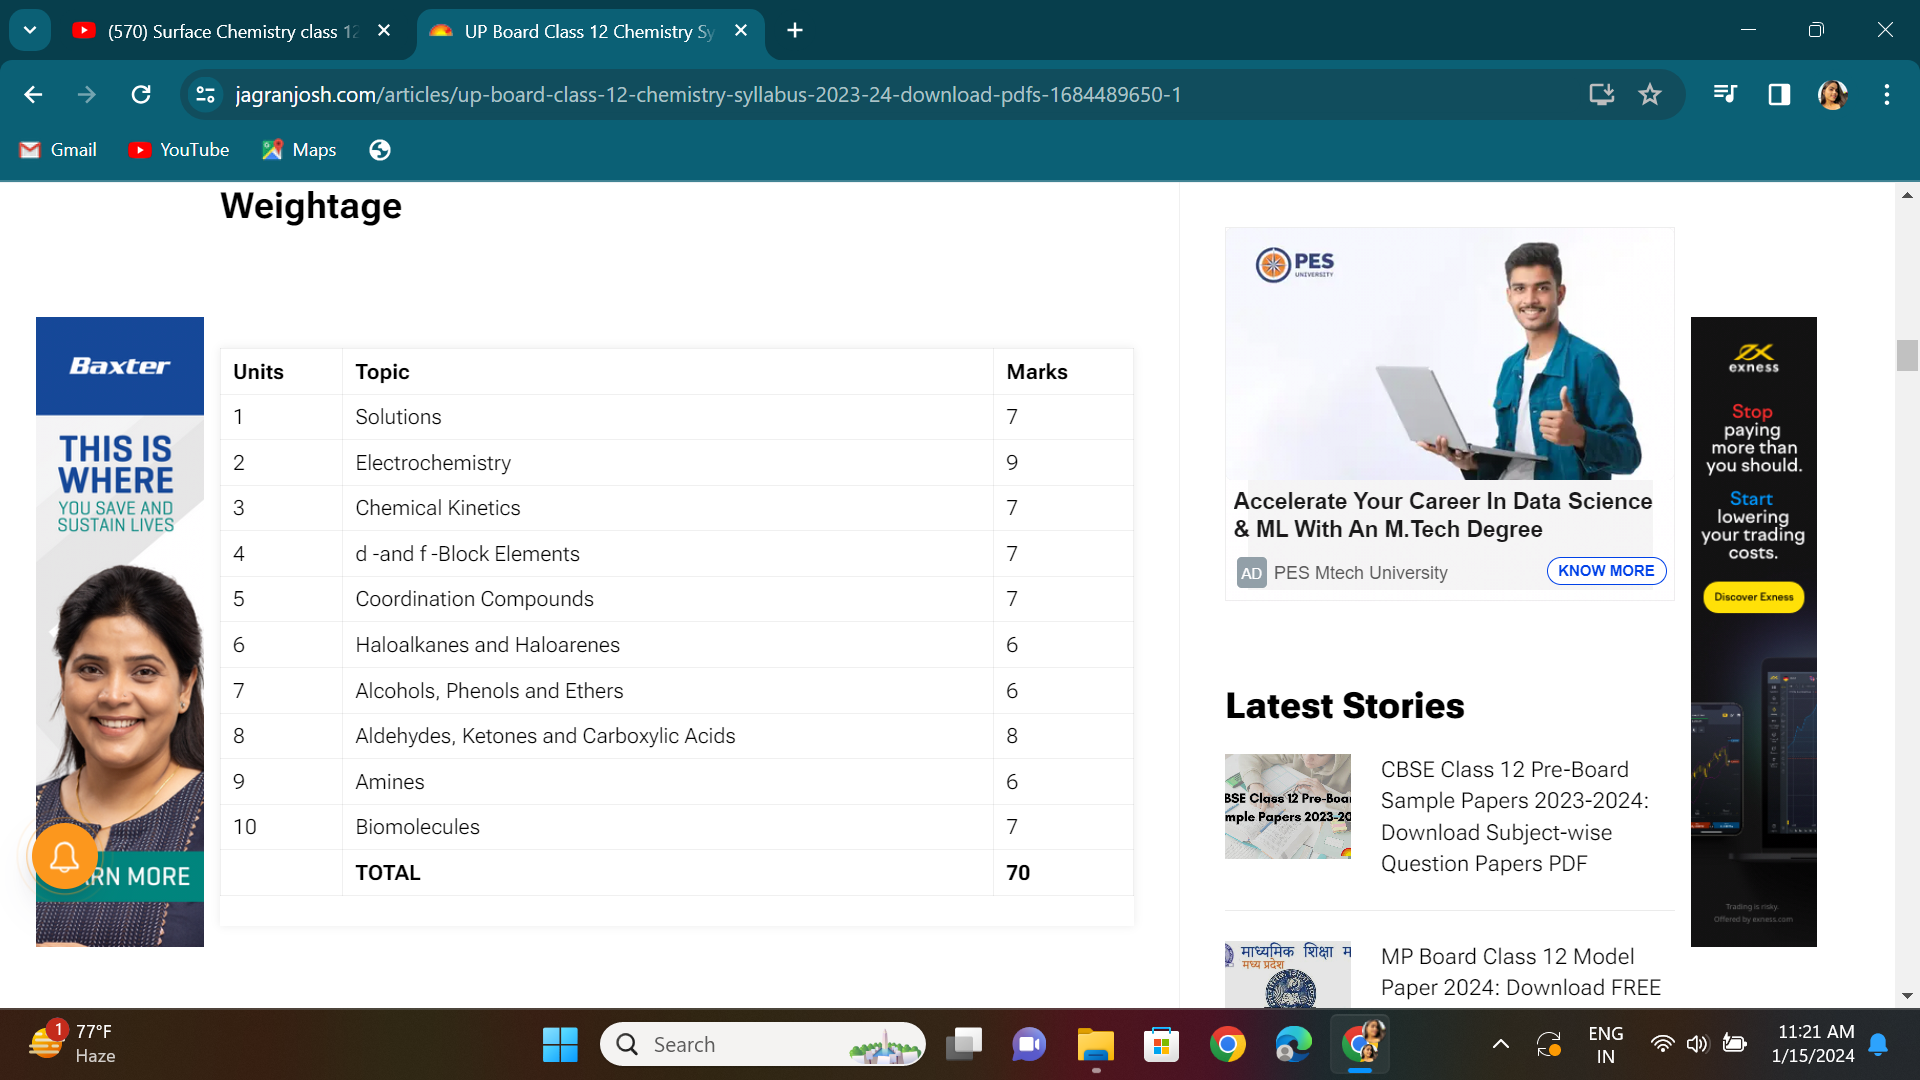 (570) Surface Chemistry class 12
UP Board Class 12 Chemistry Sy
jagranjosh.com/articles/up-board-class-12-chemistry-syllabus-2023-24-download-pdfs-1684489650-1
Gmail
YouTube
Maps
Weightage
Baxter
THIS IS
WHERE
YOU SAVE AND
SUSTAIN LIVES
RN MORE
Units Topic Marks
1 Solutions 7
2 Electrochemistry 9
3 Chemical Kinetics 7
4 d -and f -Block Elements 7
5 Coordination Compounds 7
6 Haloalkanes and Haloarenes 6
7 Alcohols, Phenols and Ethers 6
8 Aldehydes, Ketones and Carboxylic Acids 8
9 Amines 6
10 Biomolecules 7
TOTAL 70
PES
UNIVERSITY
Accelerate Your Career In Data Science
& ML With An M.Tech Degree
AD PES Mtech University KNOW MORE
Latest Stories
BSE Class 12 Pre-Boar
mple Papers 2023-20
CBSE Class 12 Pre-Board
Sample Papers 2023-2024:
Download Subject-wise
Question Papers PDF
माध्यमिक शिक्षा म
मध्य प्रदेश
MP Board Class 12 Model
Paper 2024: Download FREE
exness
Stop
paying
more than
you should.
Start
lowering
your trading
costs.
Discover Exness
Trading is risky.
Offered by exness.com
1
77°F
Haze
Search
ENG
IN
11:21 AM
1/15/2024